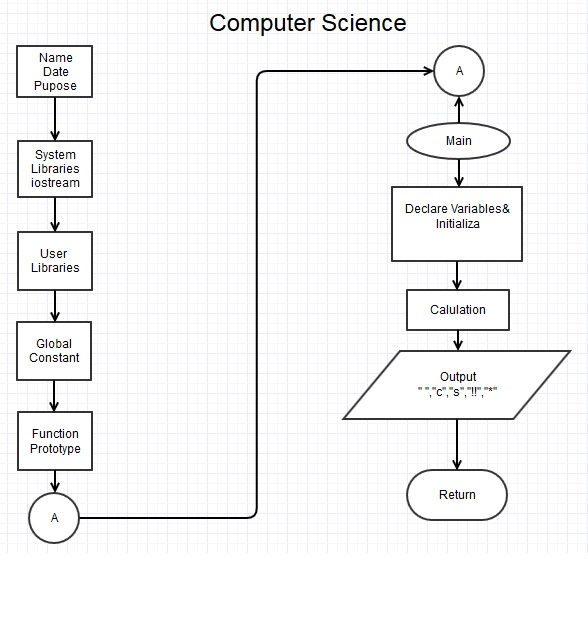 Computer Science
Name
Date
Pupose
System
Libraries
iostream
User
Libraries
Global
Constant
Function
Prototype
A
A
Main
Declare Variables&
Initializa
Calulation
Output
" ","c","s","!!","*"
Return